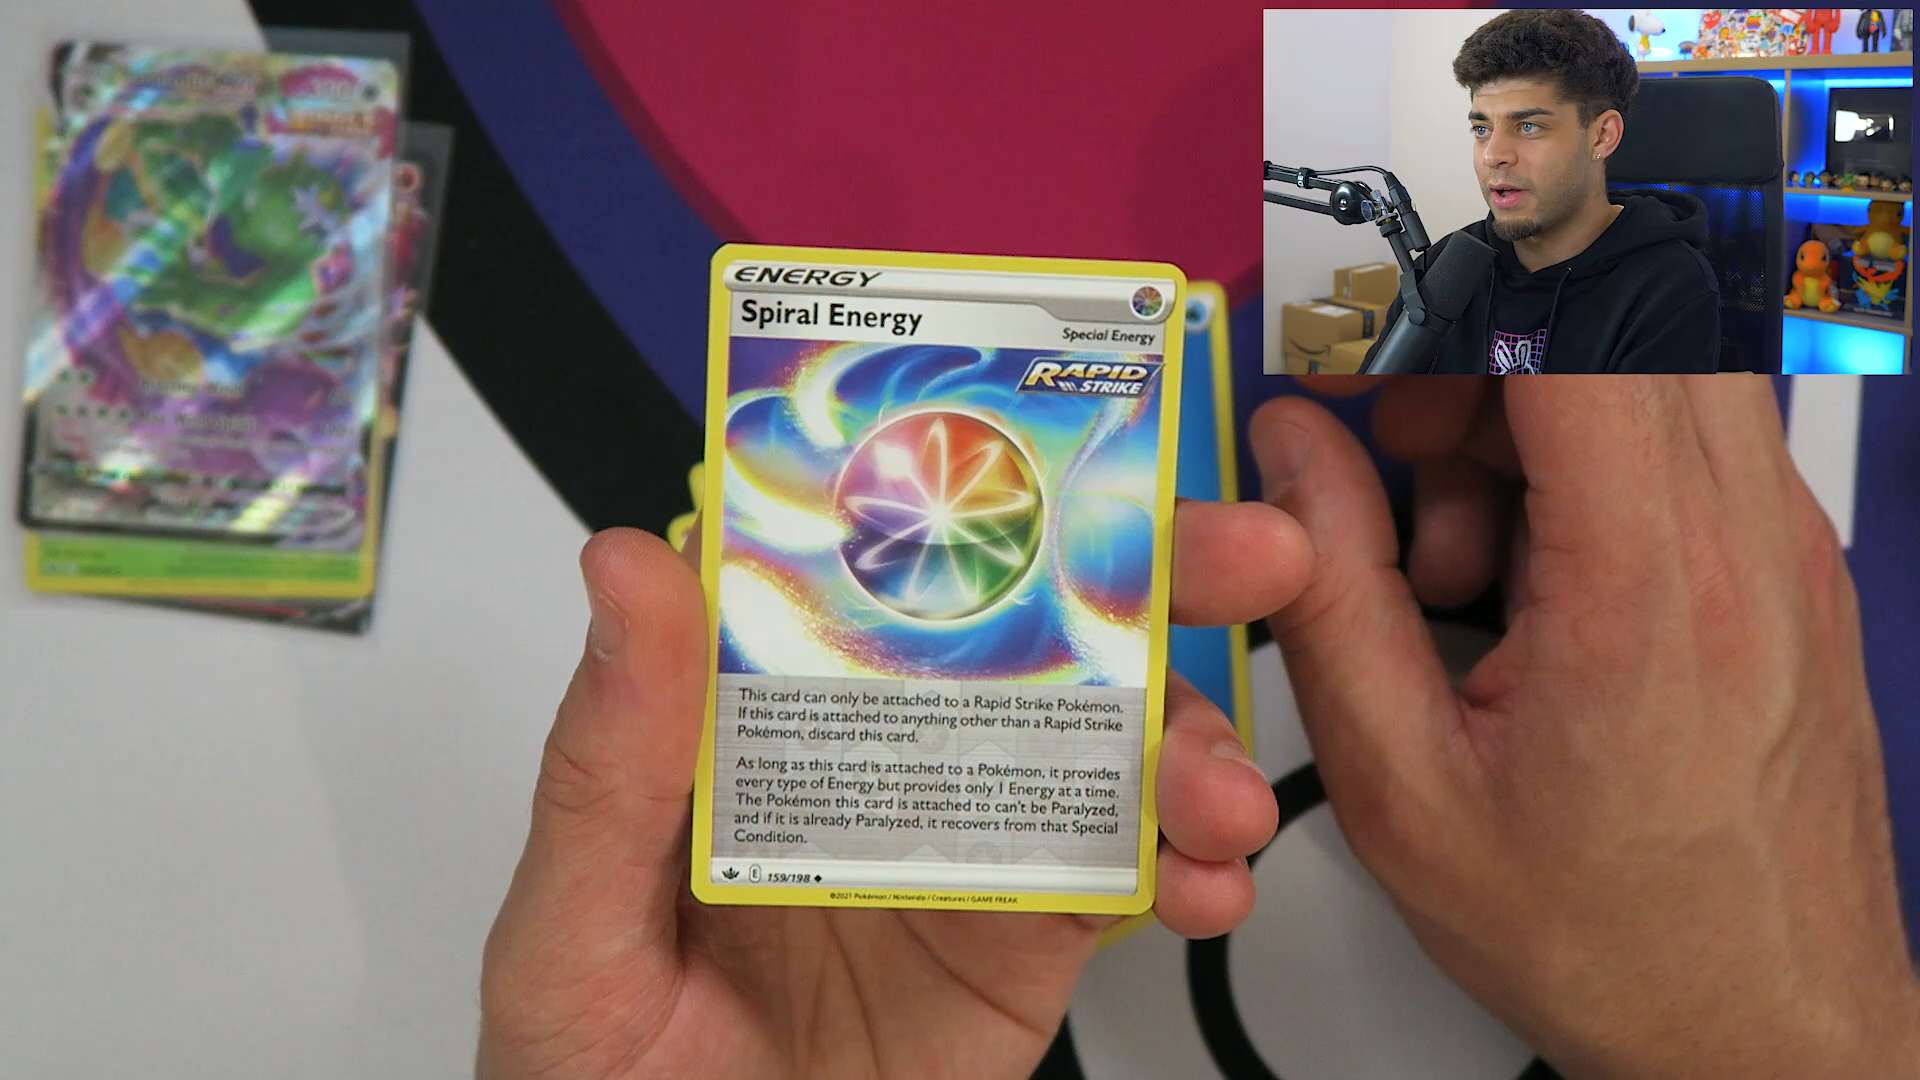 ENERGY
Spiral Energy
Special Energy
RAPID
STRIKE
This card can only be attached to a Rapid Strike Pokémon.
If this card is attached to anything other than a Rapid Strike
Pokémon, discard this card.
As long as this card is attached to a Pokémon, it provides
every type of Energy but provides only 1 Energy at a time.
The Pokémon this card is attached to can't be Paralyzed,
and if it is already Paralyzed, it recovers from that Special
Condition.
E 159/198
©2021 Pokémon / Nintendo / Creatures / GAME FREAK